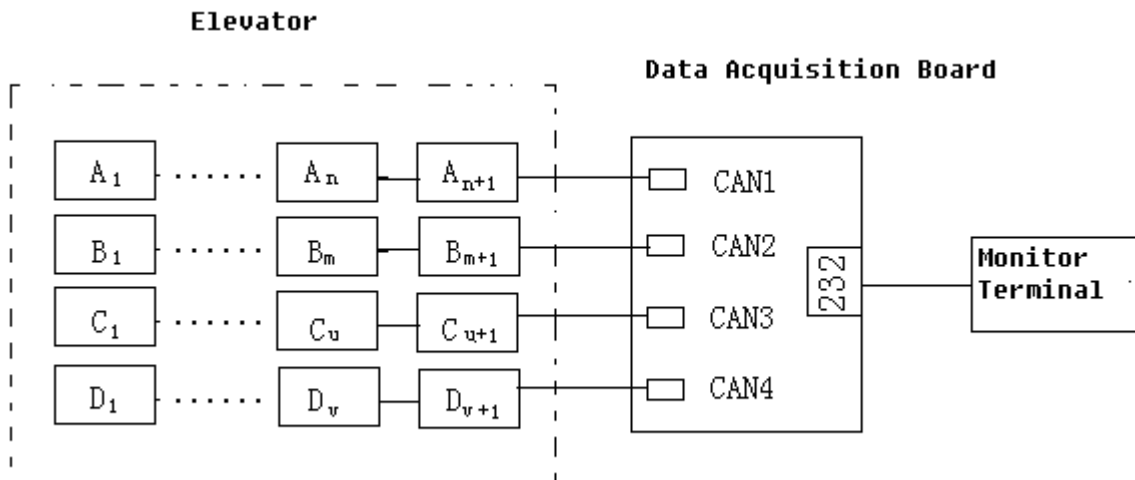 Elevator
Data Acquisition Board
A1 ······ An An+1 CAN1
B1 ······ Bm Bm+1 CAN2
C1 ······ Cu Cu+1 CAN3
D1 ······ Dv Dv+1 CAN4
232
Monitor
Terminal